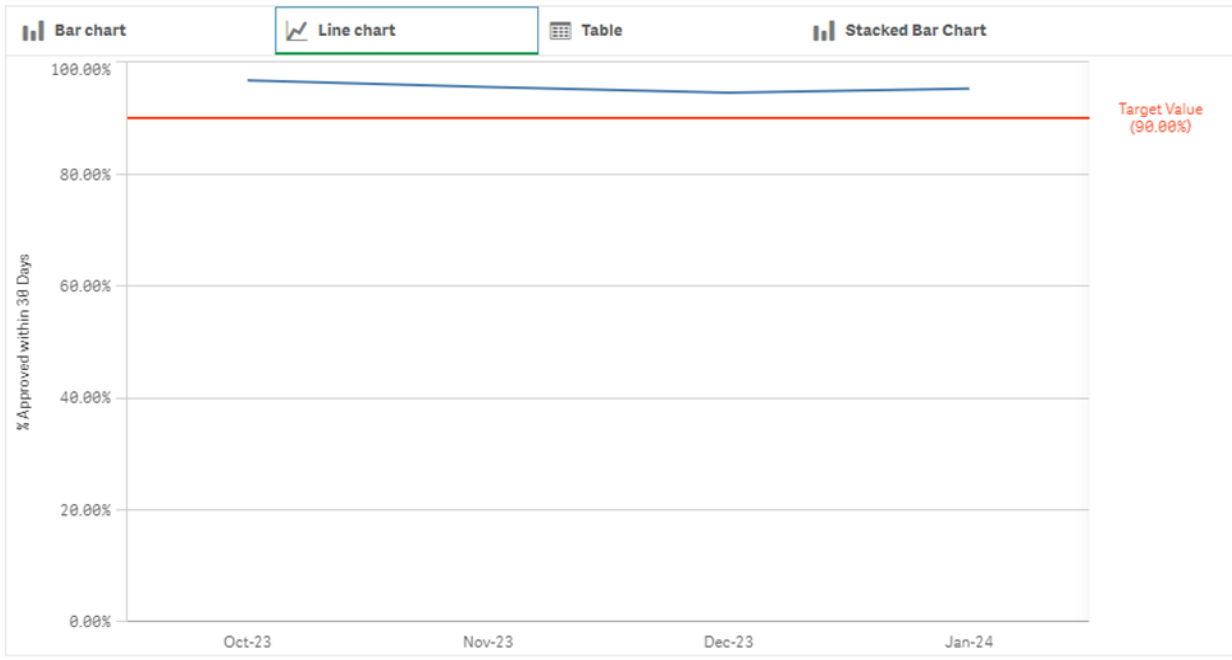 Bar chart
Line chart
Table
Stacked Bar Chart
100.00%
80.00%
60.00%
40.00%
20.00%
0.00%
% Approved within 30 Days
Oct-23
Nov-23
Dec-23
Jan-24
Target Value
(90.00%)